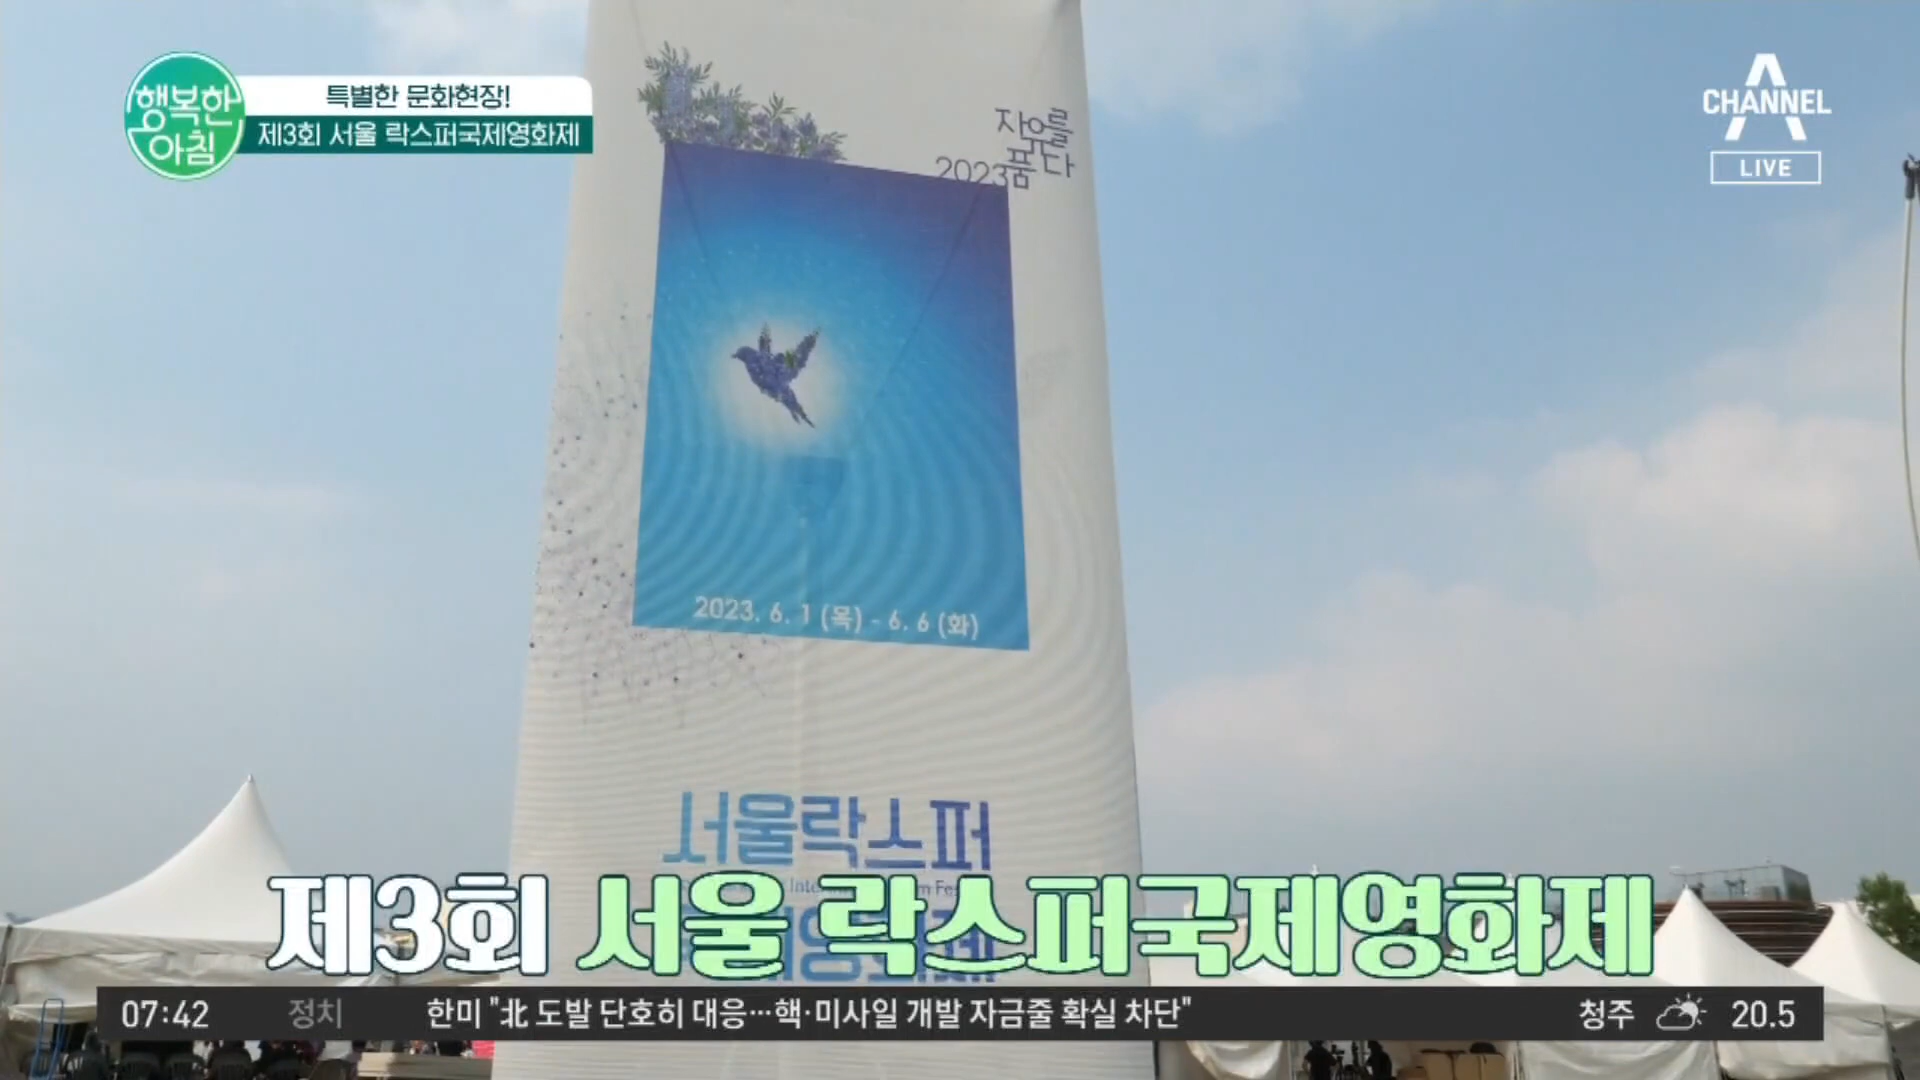 행복한
아침
특별한 문화현장!
제3회 서울 락스퍼국제영화제
CHANNEL A
LIVE
자유를
품다
2023
2023. 6. 1 (목) - 6. 6 (화)
서울락스퍼
제3회 서울 락스퍼국제영화제
07:42 정치 한미 "北 도발 단호히 대응…핵·미사일 개발 자금줄 확실 차단" 청주 20.5